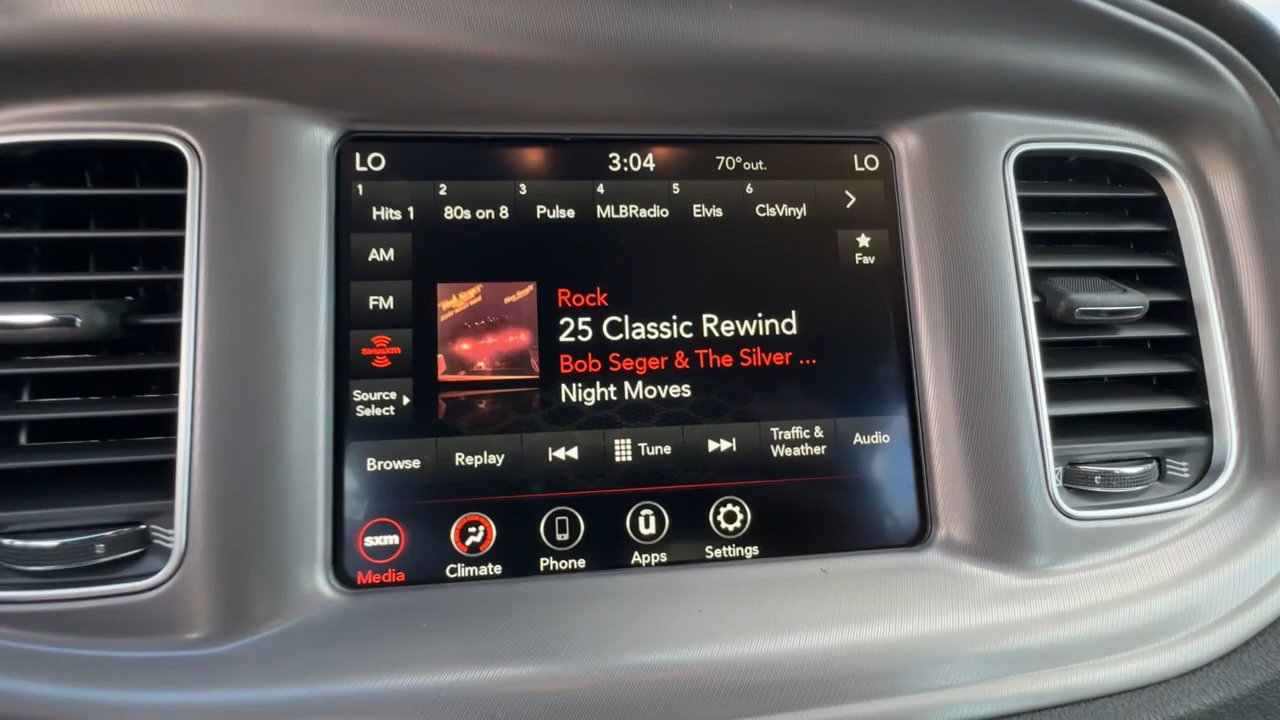 LO 3:04 70°out. LO
1 2 3 4 5 6
Hits 1 80s on 8 Pulse MLBRadio Elvis ClsVinyl
AM
Fav
FM
Rock
25 Classic Rewind
SiriusXM
Bob Seger & The Silver ...
Night Moves
Source
Select
Browse Replay Tune Traffic & Audio
Weather
sxm
Media Climate Phone Apps Settings